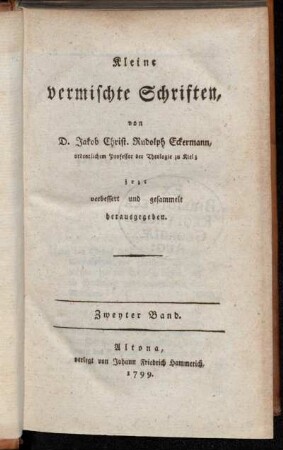 Kleine
vermischte Schriften,
von
D. Jakob Christ. Rudolph Eckermann,
ordentlichem Professor der Theologie zu Kiel;
jezt
verbessert und gesammelt
herausgegeben.
Zweyter Band.
Altona,
verlegt von Johann Friedrich Hammerich,
1799.